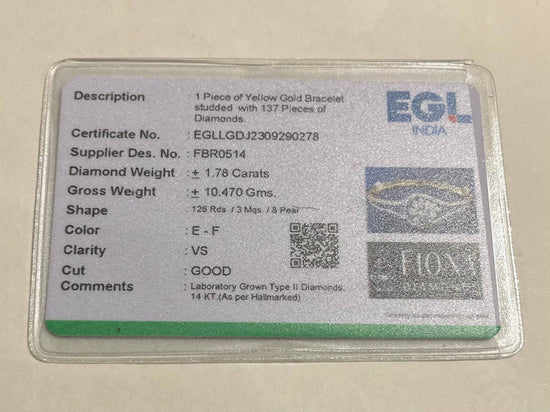 Description : 1 Piece of Yellow Gold Bracelet
studded with 137 Pieces of
Diamonds.
Certificate No. : EGLLGDJ2309290278
Supplier Des. No. : FBR0514
Diamond Weight : ± 1.78 Carats
Gross Weight : ± 10.470 Gms.
Shape : 126 Rds / 3 Mqs / 8 Pear
Color : E - F
Clarity : VS
Cut : GOOD
Comments : Laboratory Grown Type II Diamonds.
14 KT.(As per Hallmarked)
EGL
INDIA
FION